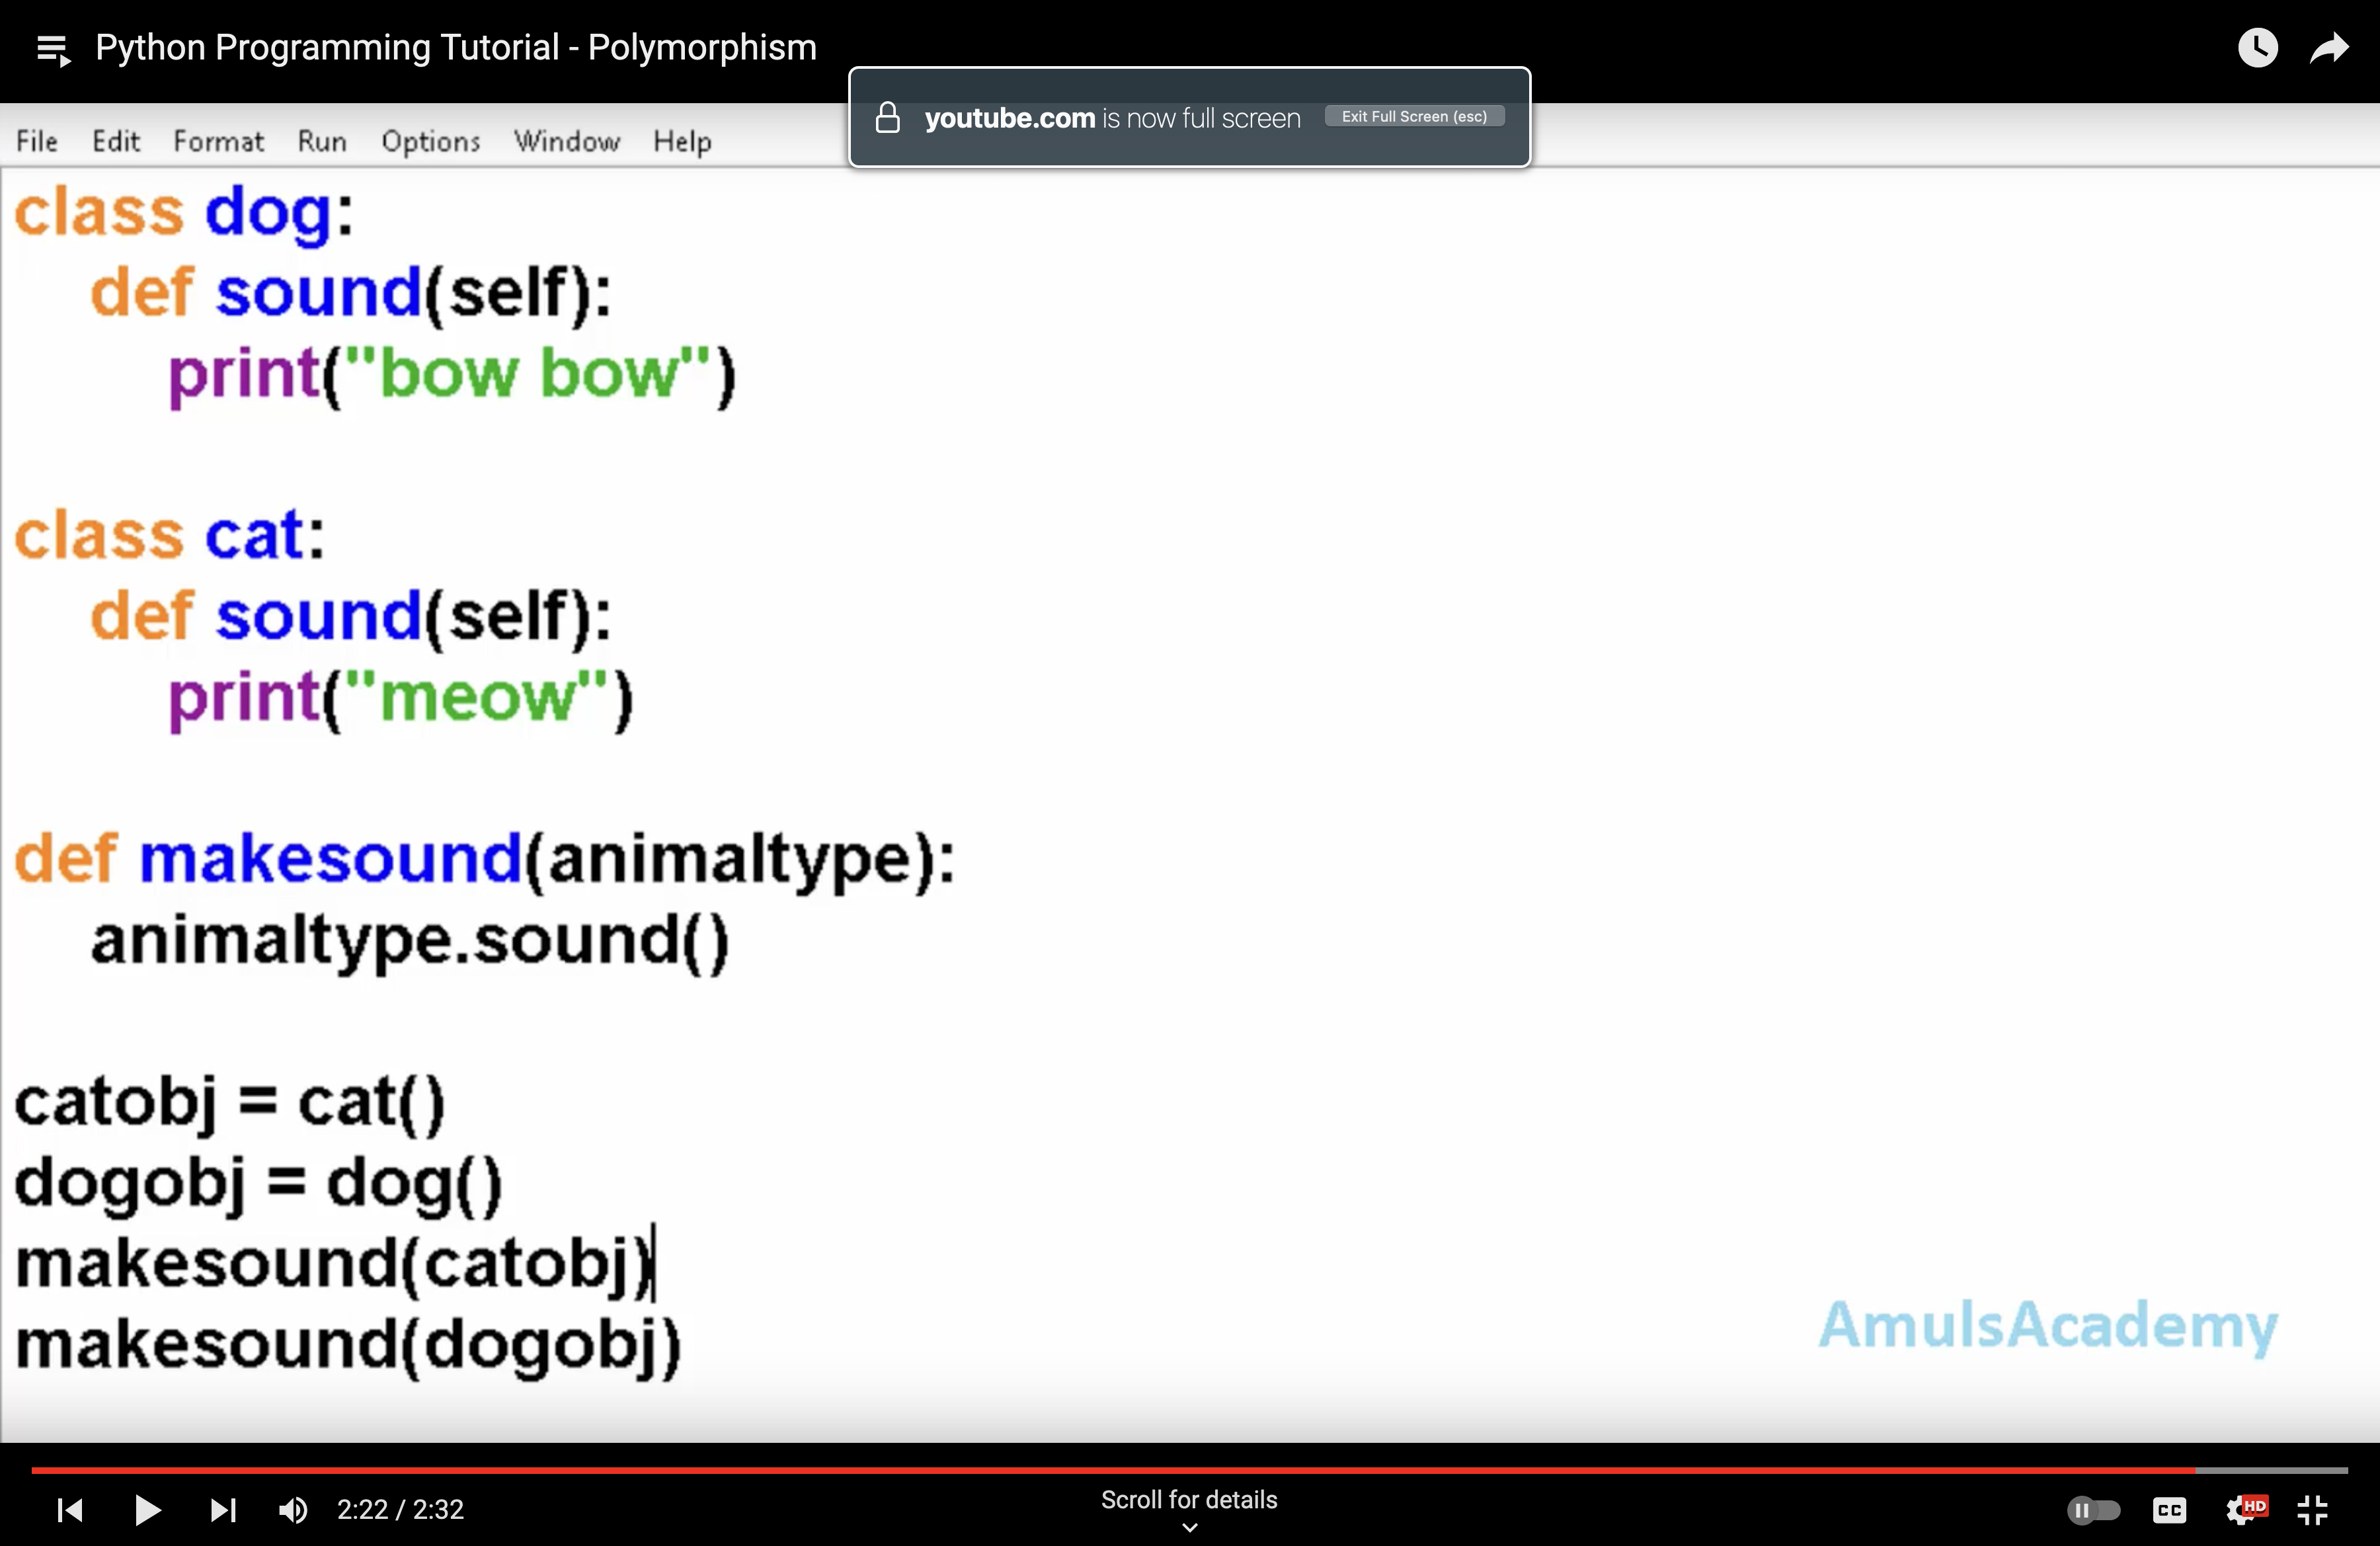 Python Programming Tutorial - Polymorphism
youtube.com is now full screen Exit Full Screen (esc)
File Edit Format Run Options Window Help
class dog:
def sound(self):
print("bow bow")
class cat:
def sound(self):
print("meow")
def makesound(animaltype):
animaltype.sound()
catobj = cat()
dogobj = dog()
makesound(catobj)
makesound(dogobj)
AmulsAcademy
2:22 / 2:32
Scroll for details
CC
HD